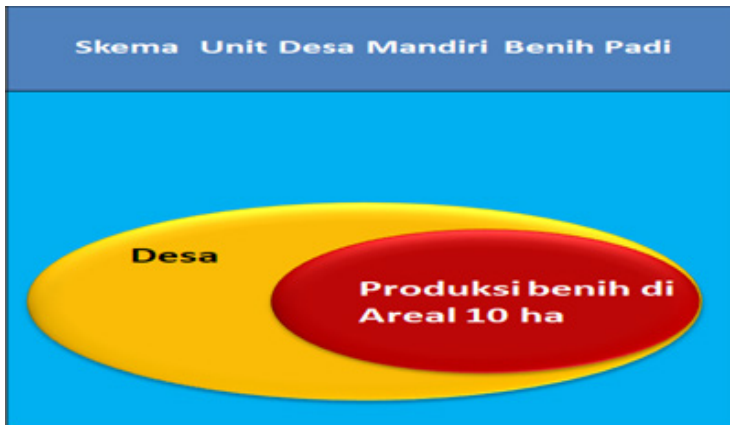 Skema Unit Desa Mandiri Benih Padi
Desa
Produksi benih di
Areal 10 ha